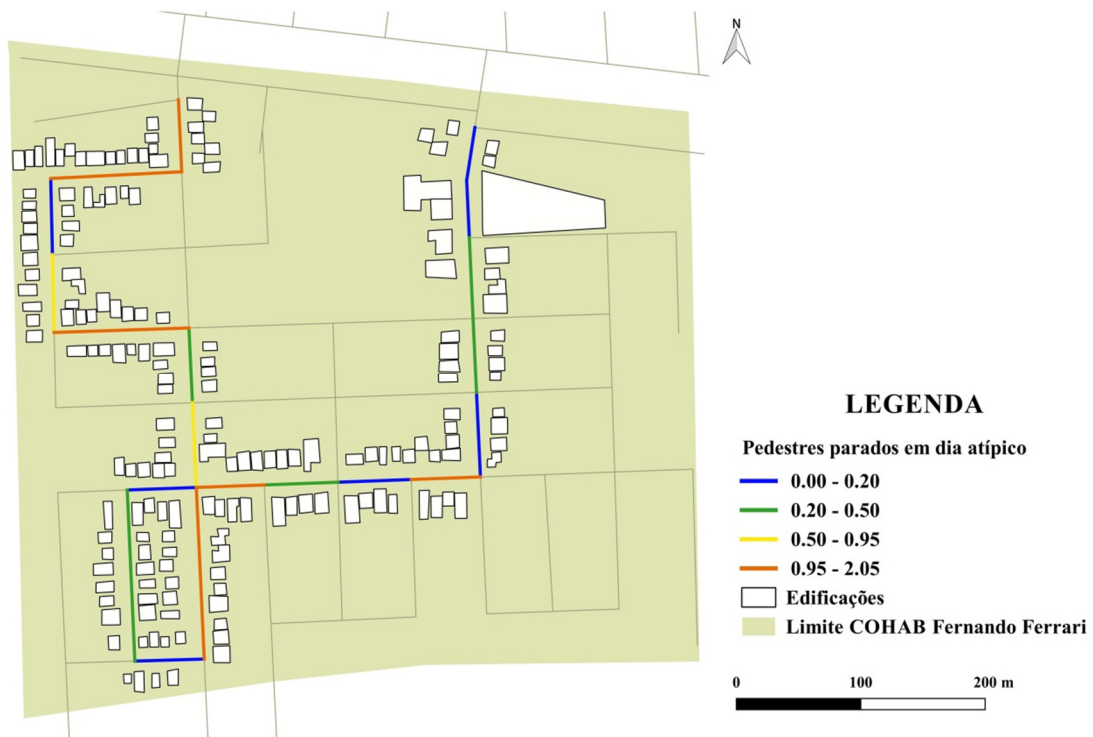 N
LEGENDA
Pedestres parados em dia atípico
0.00 - 0.20
0.20 - 0.50
0.50 - 0.95
0.95 - 2.05
Edificações
Limite COHAB Fernando Ferrari
0 100 200 m